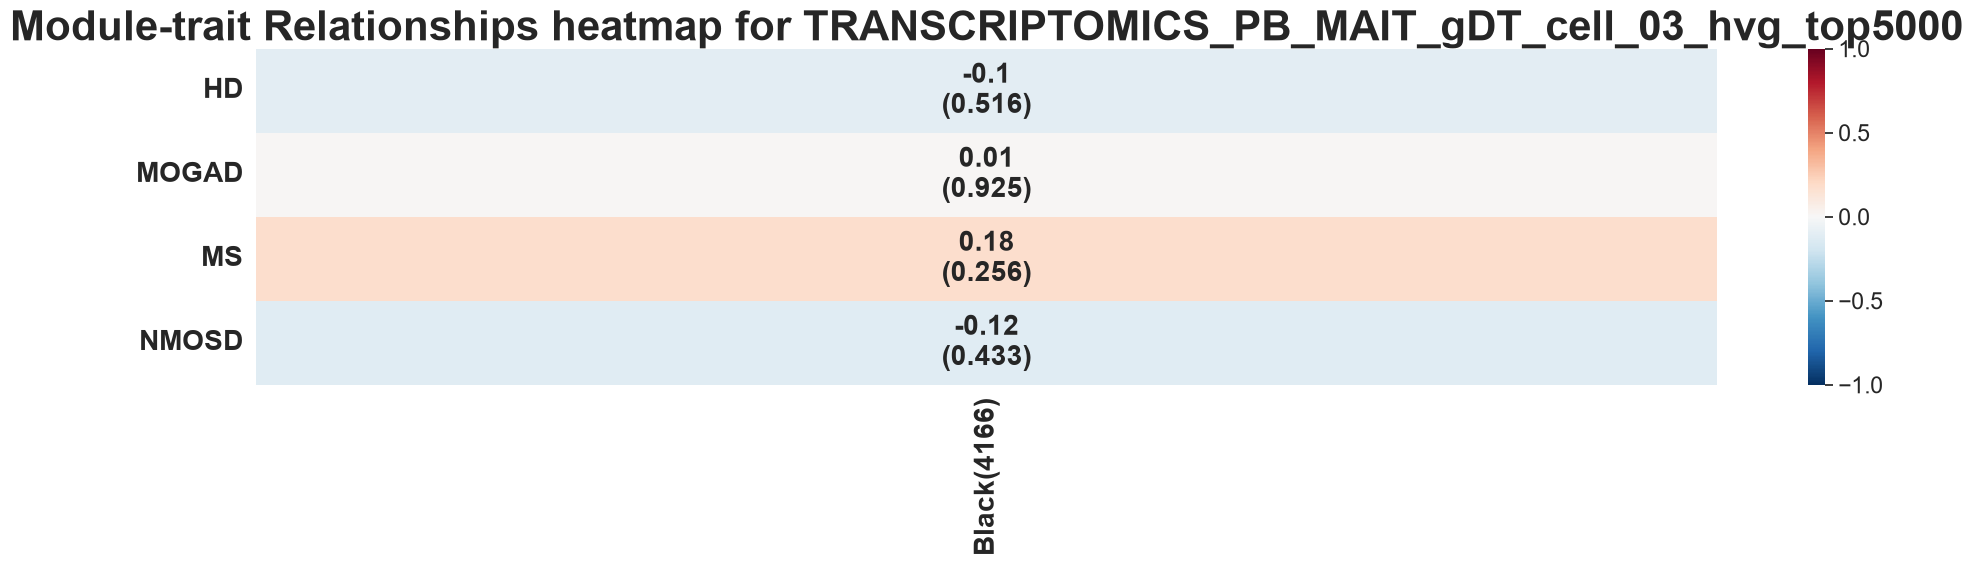 Module-trait Relationships heatmap for TRANSCRIPTOMICS_PB_MAIT_gDT_cell_03_hvg_top5000
HD
-0.1
(0.516)
MOGAD
0.01
(0.925)
MS
0.18
(0.256)
NMOSD
-0.12
(0.433)
Black(4166)
1.0
0.5
0.0
−0.5
−1.0